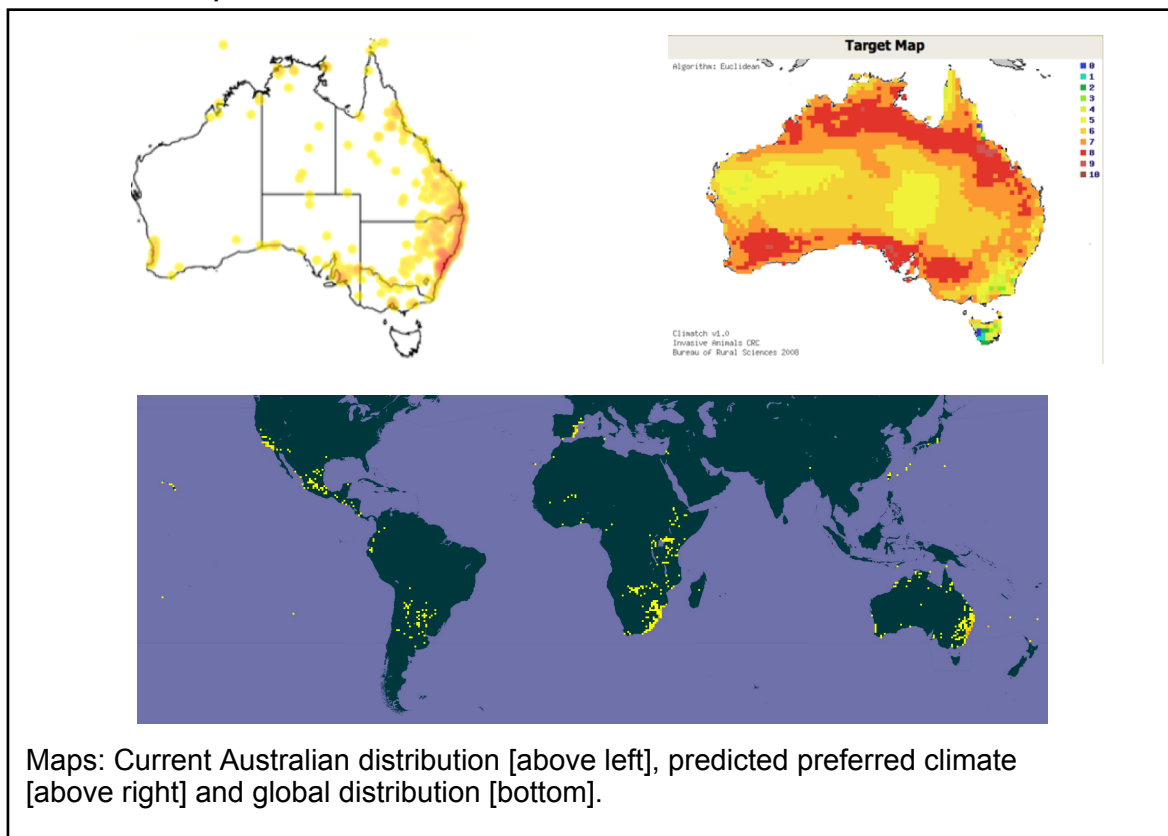 Target Map
Algorithm: Euclidean
0
1
2
3
4
5
6
7
8
9
10
Climatch v1.0
Invasive Animals CRC
Bureau of Rural Sciences 2008
Maps: Current Australian distribution [above left], predicted preferred climate
[above right] and global distribution [bottom].